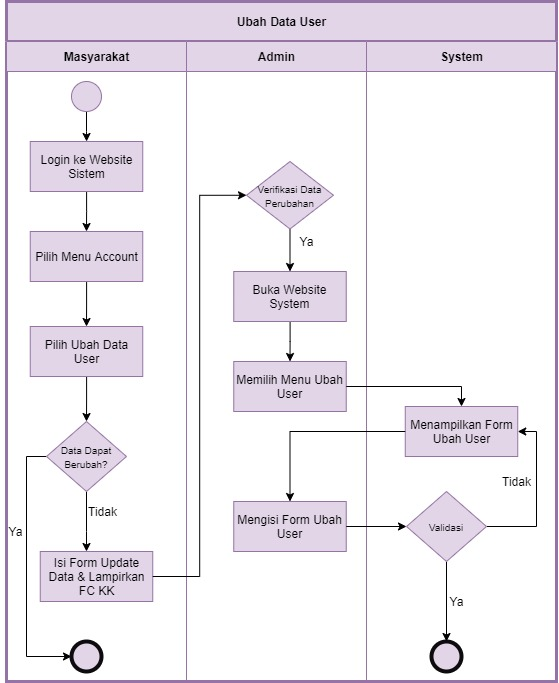 Ubah Data User
Masyarakat
Admin
System
Login ke Website
Sistem
Pilih Menu Account
Pilih Ubah Data
User
Data Dapat
Berubah?
Ya
Tidak
Isi Form Update
Data & Lampirkan
FC KK
Verifikasi Data
Perubahan
Ya
Buka Website
System
Memilih Menu Ubah
User
Menampilkan Form
Ubah User
Mengisi Form Ubah
User
Validasi
Tidak
Ya